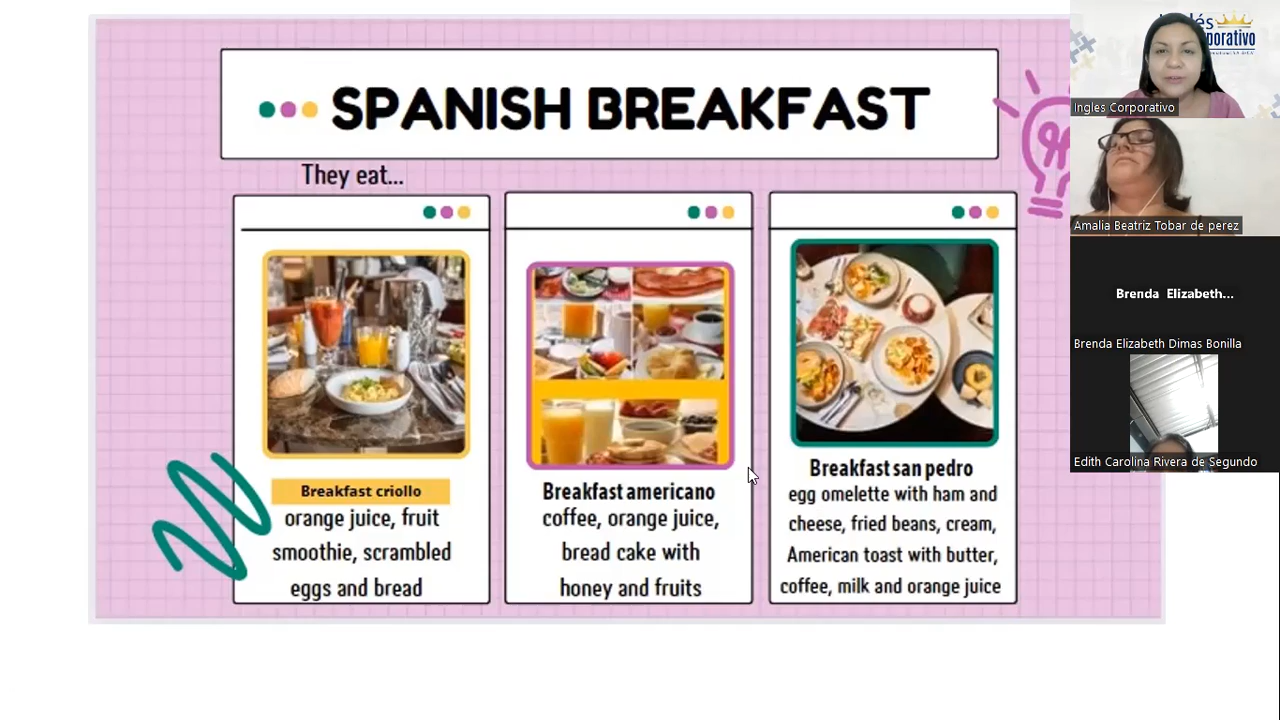 SPANISH BREAKFAST
They eat...
Breakfast criollo
orange juice, fruit
smoothie, scrambled
eggs and bread
Breakfast americano
coffee, orange juice,
bread cake with
honey and fruits
Breakfast san pedro
egg omelette with ham and
cheese, fried beans, cream,
American toast with butter,
coffee, milk and orange juice
Ingles Corporativo
Amalia Beatriz Tobar de perez
Brenda Elizabeth...
Brenda Elizabeth Dimas Bonilla
Edith Carolina Rivera de Segundo